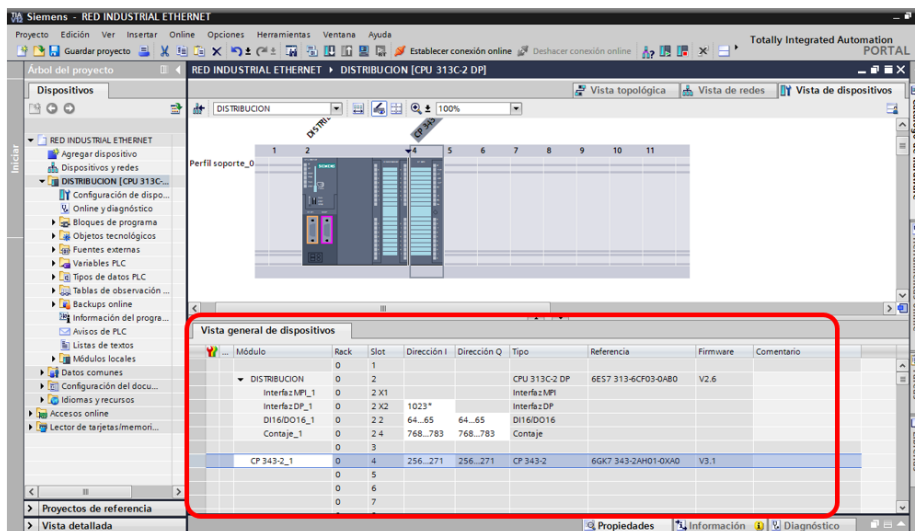 Siemens - RED INDUSTRIAL ETHERNET
Proyecto Edición Ver Insertar Online Opciones Herramientas Ventana Ayuda
Totally Integrated Automation
PORTAL
Guardar proyecto Establecer conexión online Deshacer conexión online
Árbol del proyecto
RED INDUSTRIAL ETHERNET DISTRIBUCION [CPU 313C-2 DP]
Dispositivos
Vista topológica Vista de redes Vista de dispositivos
DISTRIBUCION 100%
Iniciar
RED INDUSTRIAL ETHERNET
Agregar dispositivo
Dispositivos y redes
DISTRIBUCION [CPU 313C-...
Configuración de dispo...
Online y diagnóstico
Bloques de programa
Objetos tecnológicos
Fuentes externas
Variables PLC
Tipos de datos PLC
Tablas de observación ...
Backups online
Información del progra...
Avisos de PLC
Listas de textos
Módulos locales
Datos comunes
Configuración del docu...
Idiomas y recursos
Accesos online
Lector de tarjetas/memori...
Proyectos de referencia
Vista detallada
1 2 4 5 6 7 8 9 10 11
Perfil soporte_0
Vista general de dispositivos
... Módulo Rack Slot Dirección I Dirección Q Tipo Referencia Firmware Comentario
0 1
DISTRIBUCION 0 2 CPU 313C-2 DP 6ES7 313-6CF03-0AB0 V2.6
Interfaz MPI_1 0 2 X1 Interfaz MPI
Interfaz DP_1 0 2 X2 1023* Interfaz DP
DI16/DO16_1 0 2 2 64...65 64...65 DI16/DO16
Contaje_1 0 2 4 768...783 768...783 Contaje
0 3
CP 343-2_1 0 4 256...271 256...271 CP 343-2 6GK7 343-2AH01-0XA0 V3.1
0 5
0 6
0 7
Propiedades Información Diagnóstico